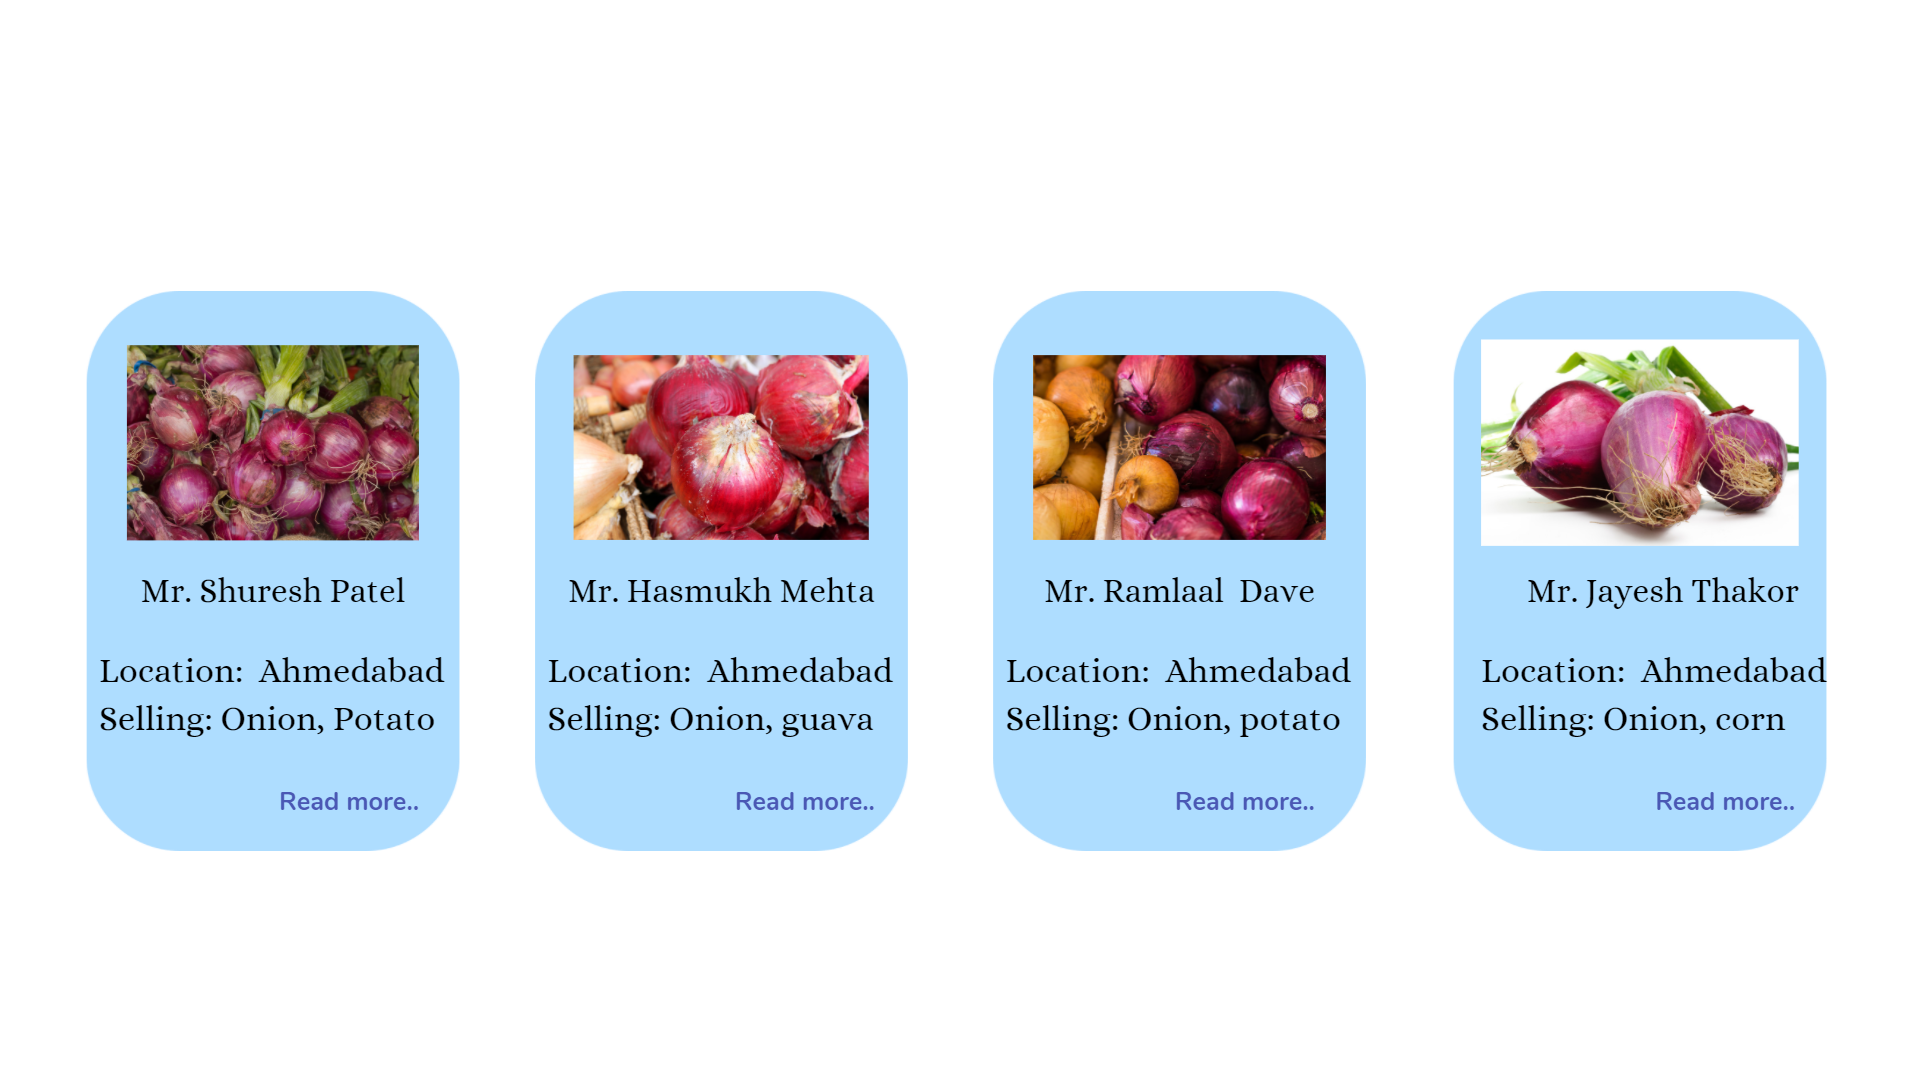 Mr. Shuresh Patel
Location: Ahmedabad
Selling: Onion, Potato
Read more..
Mr. Hasmukh Mehta
Location: Ahmedabad
Selling: Onion, guava
Read more..
Mr. Ramlaal Dave
Location: Ahmedabad
Selling: Onion, potato
Read more..
Mr. Jayesh Thakor
Location: Ahmedabad
Selling: Onion, corn
Read more..